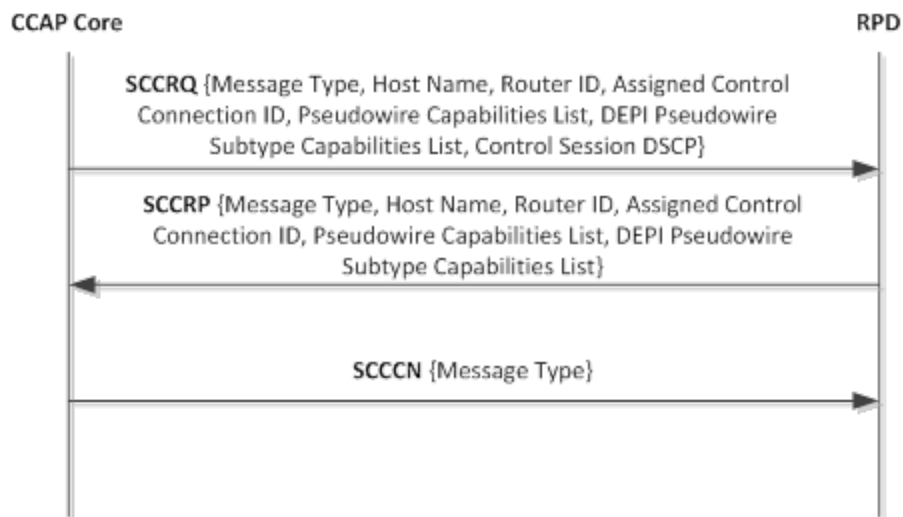 CCAP Core
RPD
SCCRQ {Message Type, Host Name, Router ID, Assigned Control
Connection ID, Pseudowire Capabilities List, DEPI Pseudowire
Subtype Capabilities List, Control Session DSCP}
SCCRP {Message Type, Host Name, Router ID, Assigned Control
Connection ID, Pseudowire Capabilities List, DEPI Pseudowire
Subtype Capabilities List}
SCCCN {Message Type}